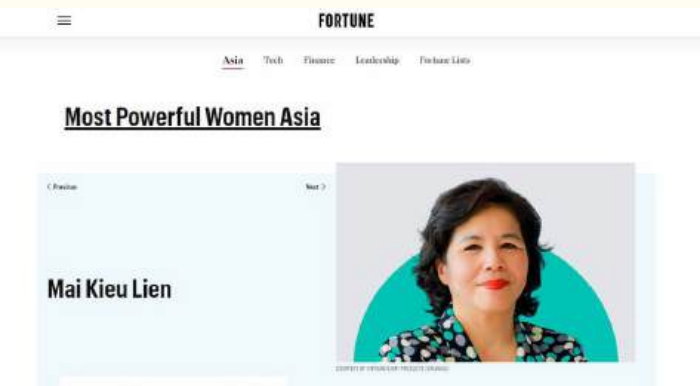 FORTUNE
Asia Tech Finance Leadership Fortune Lists
Most Powerful Women Asia
Previous Next
Mai Kieu Lien